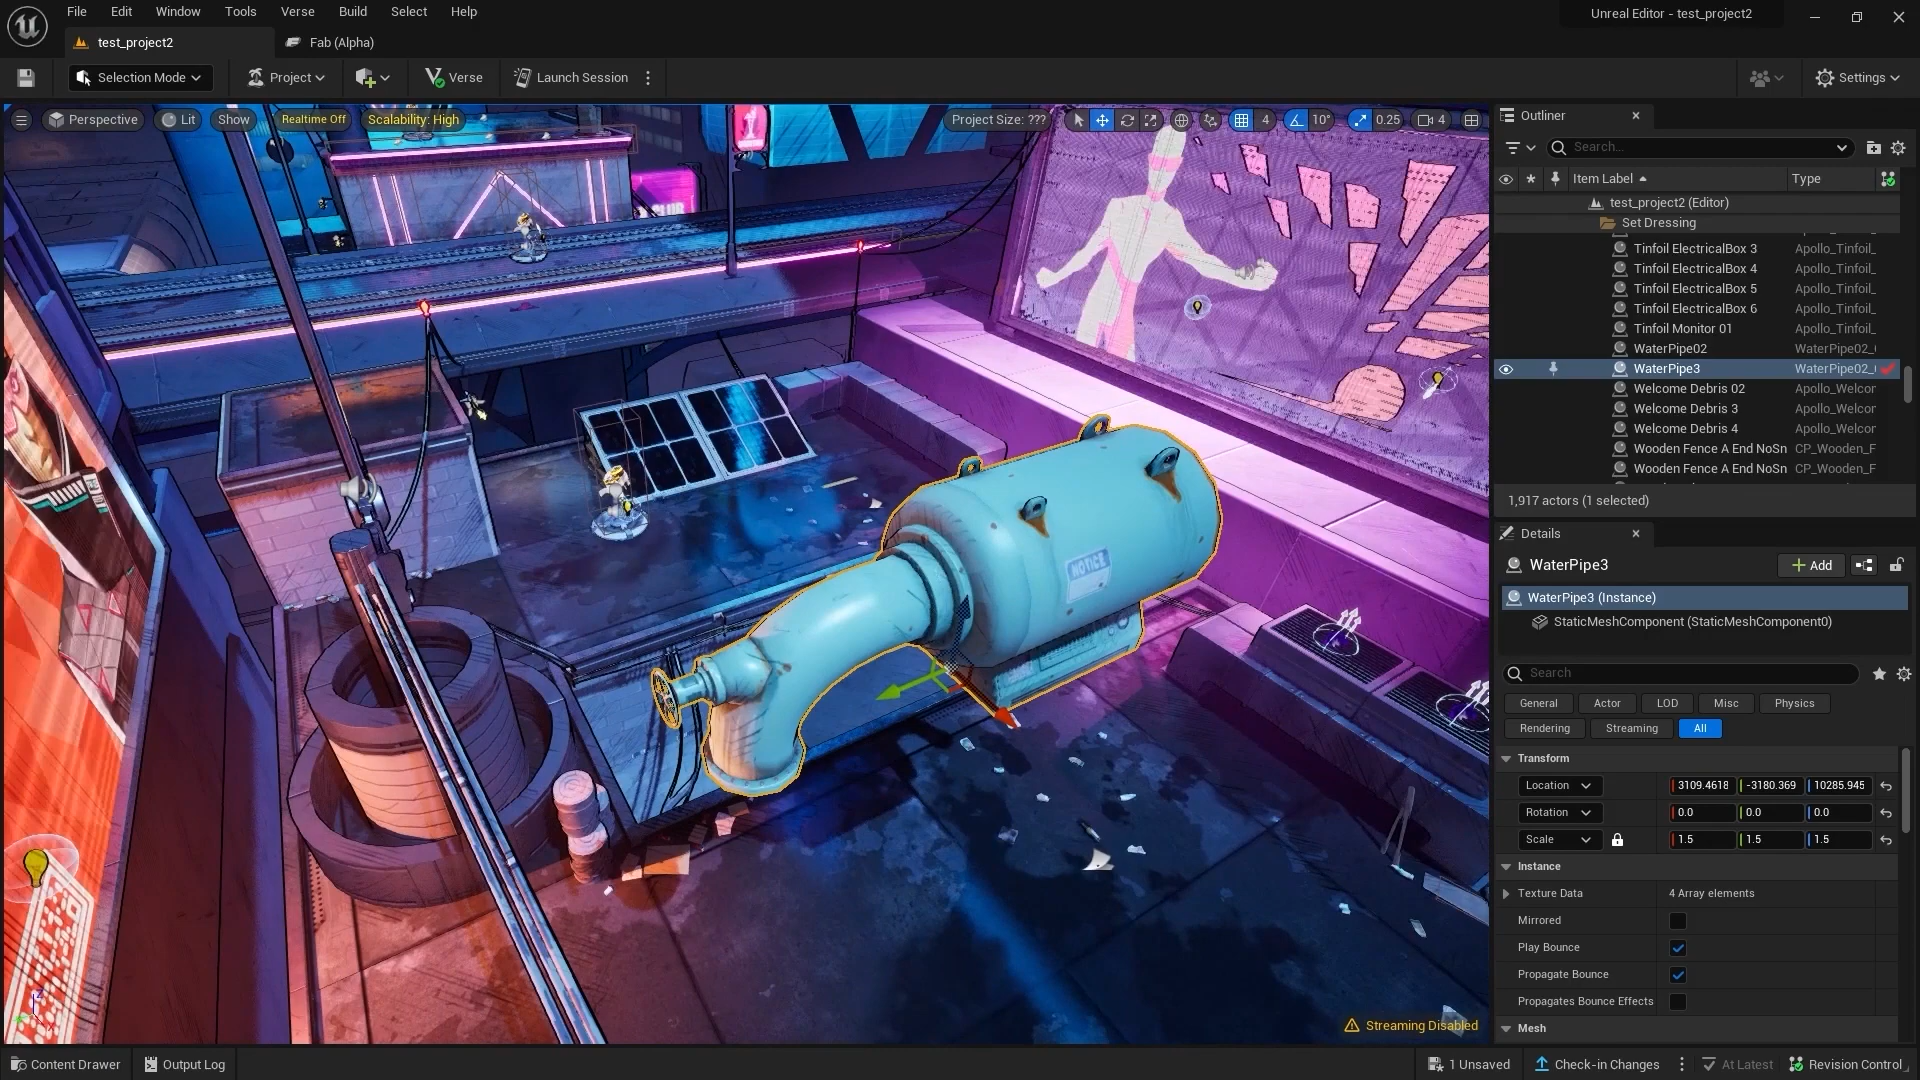 File Edit Window Tools Verse Build Select Help
Unreal Editor - test_project2
test_project2
Fab (Alpha)
Selection Mode
Project
Verse
Launch Session
Settings
Perspective
Lit
Show
Realtime Off
Scalability: High
Project Size: ???
4
10°
0.25
4
CLUB
NOTICE
Streaming Disabled
Outliner
Search...
Item Label
Type
test_project2 (Editor)
Set Dressing
Tinfoil ElectricalBox 3 Apollo_Tinfoil_
Tinfoil ElectricalBox 4 Apollo_Tinfoil_
Tinfoil ElectricalBox 5 Apollo_Tinfoil_
Tinfoil ElectricalBox 6 Apollo_Tinfoil_
Tinfoil Monitor 01 Apollo_Tinfoil_
WaterPipe02 WaterPipe02_
WaterPipe3 WaterPipe02_
Welcome Debris 02 Apollo_Welcor
Welcome Debris 3 Apollo_Welcor
Welcome Debris 4 Apollo_Welcor
Wooden Fence A End NoSn CP_Wooden_F
Wooden Fence A End NoSn CP_Wooden_F
1,917 actors (1 selected)
Details
WaterPipe3
Add
WaterPipe3 (Instance)
StaticMeshComponent (StaticMeshComponent0)
Search
General Actor LOD Misc Physics
Rendering Streaming All
Transform
Location 3109.4618 -3180.369 10285.945
Rotation 0.0 0.0 0.0
Scale 1.5 1.5 1.5
Instance
Texture Data 4 Array elements
Mirrored
Play Bounce
Propagate Bounce
Propagates Bounce Effects
Mesh
Content Drawer
Output Log
1 Unsaved
Check-in Changes
At Latest
Revision Control